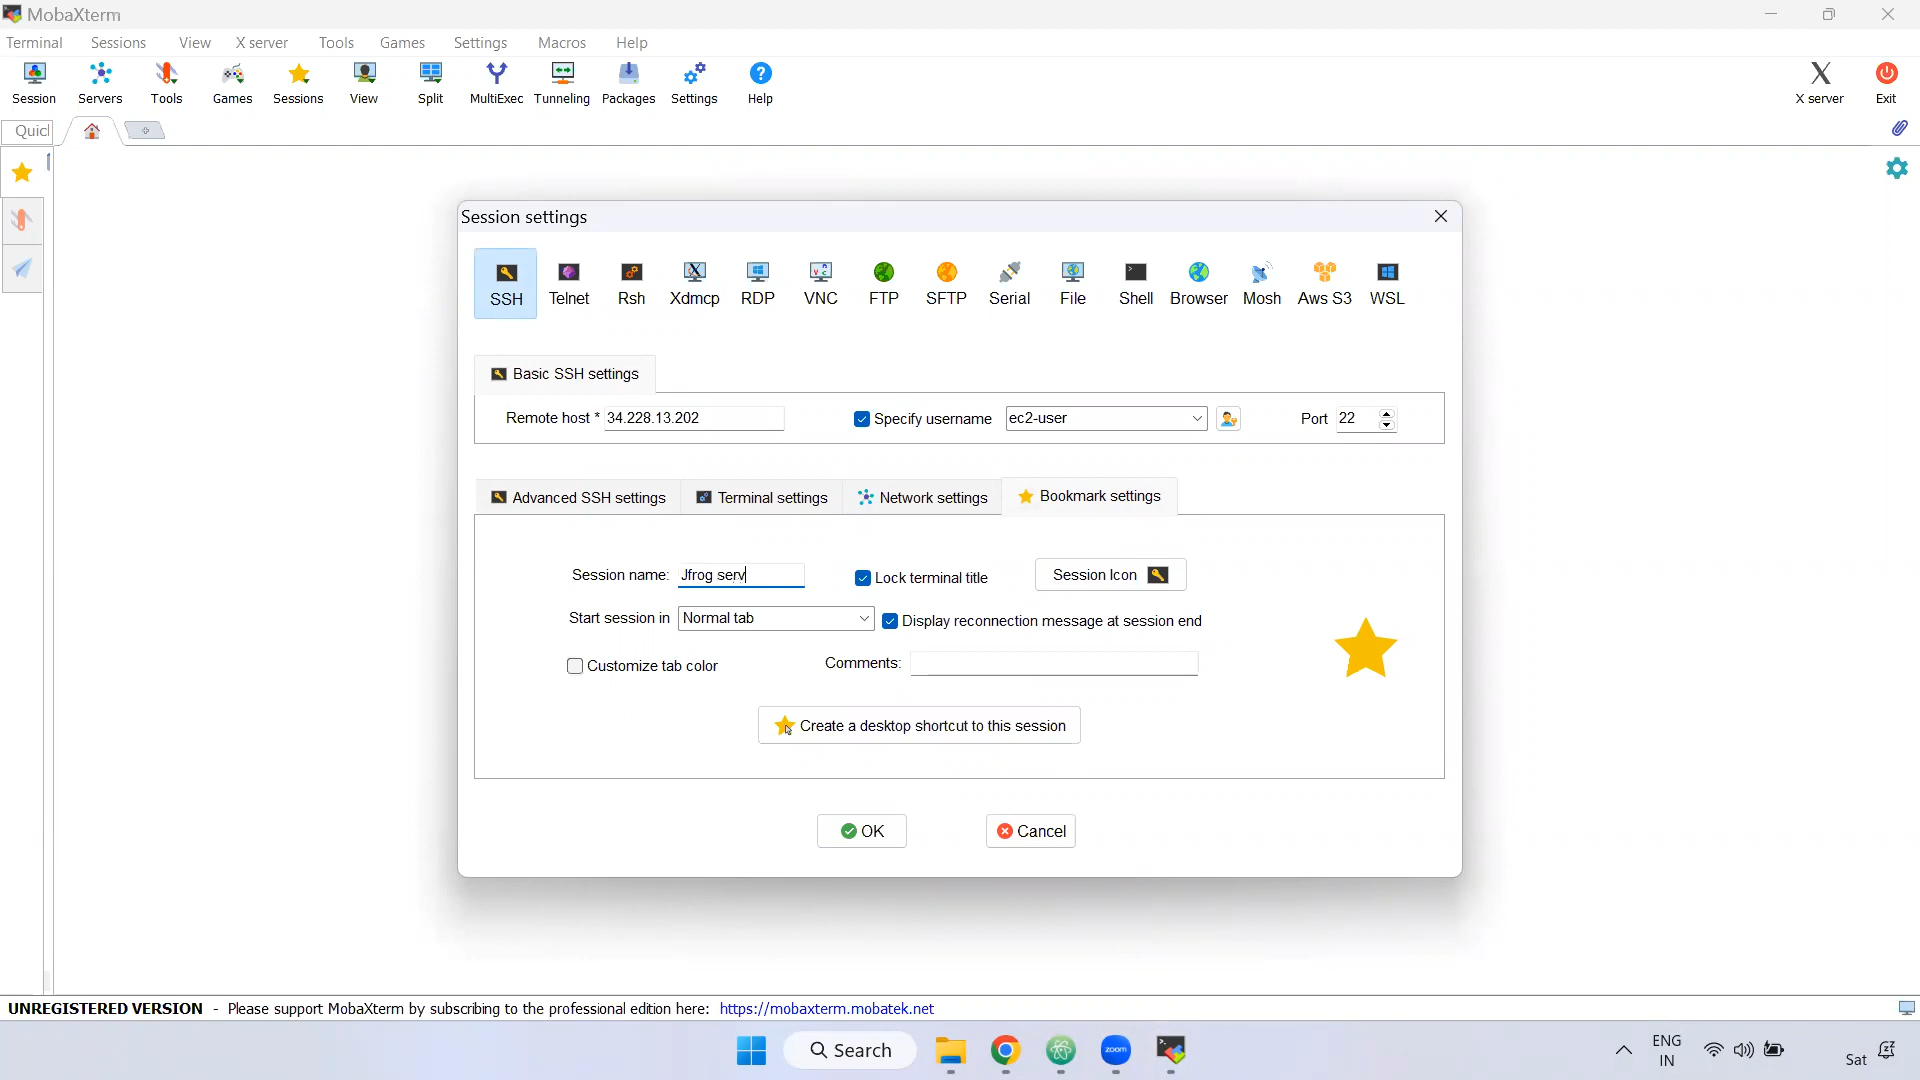 MobaXterm
Terminal Sessions View X server Tools Games Settings Macros Help
Session Servers Tools Games Sessions View Split MultiExec Tunneling Packages Settings Help X server Exit
Quicl
Session settings
SSH Telnet Rsh Xdmcp RDP VNC FTP SFTP Serial File Shell Browser Mosh Aws S3 WSL
Basic SSH settings
Remote host * 34.228.13.202 Specify username ec2-user Port 22
Advanced SSH settings Terminal settings Network settings Bookmark settings
Session name: Jfrog serv Lock terminal title Session Icon
Start session in Normal tab Display reconnection message at session end
Customize tab color Comments:
Create a desktop shortcut to this session
OK Cancel
UNREGISTERED VERSION - Please support MobaXterm by subscribing to the professional edition here: https://mobaxterm.mobatek.net
Search zoom ENG
IN Sat